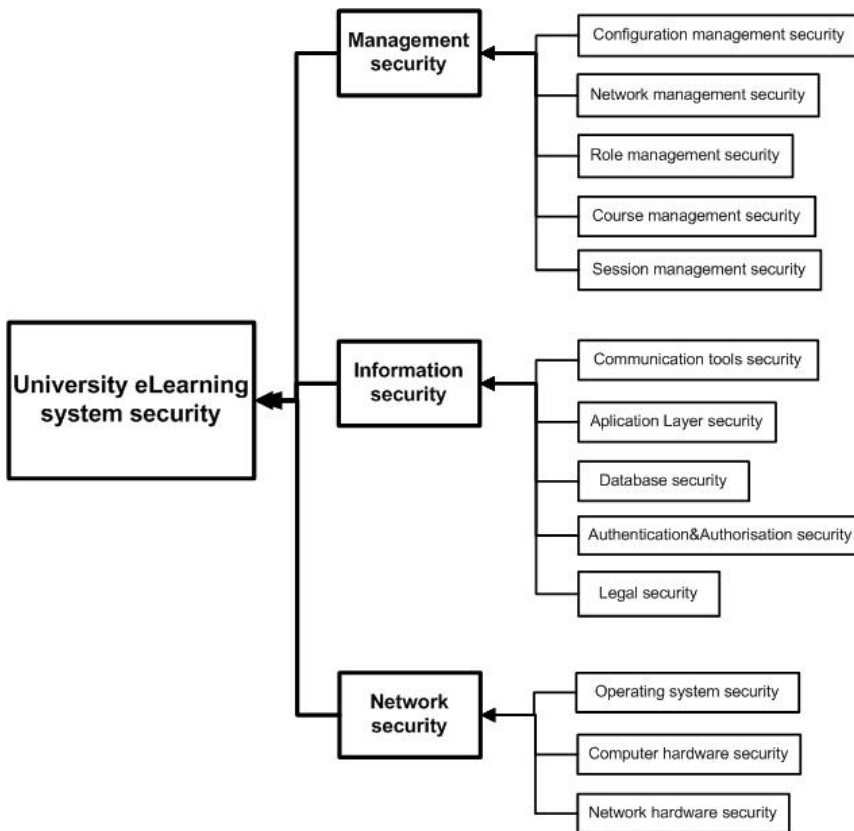 Management
security
Configuration management security
Network management security
Role management security
Course management security
Session management security
University eLearning
system security
Information
security
Communication tools security
Aplication Layer security
Database security
Authentication&Authorisation security
Legal security
Network
security
Operating system security
Computer hardware security
Network hardware security